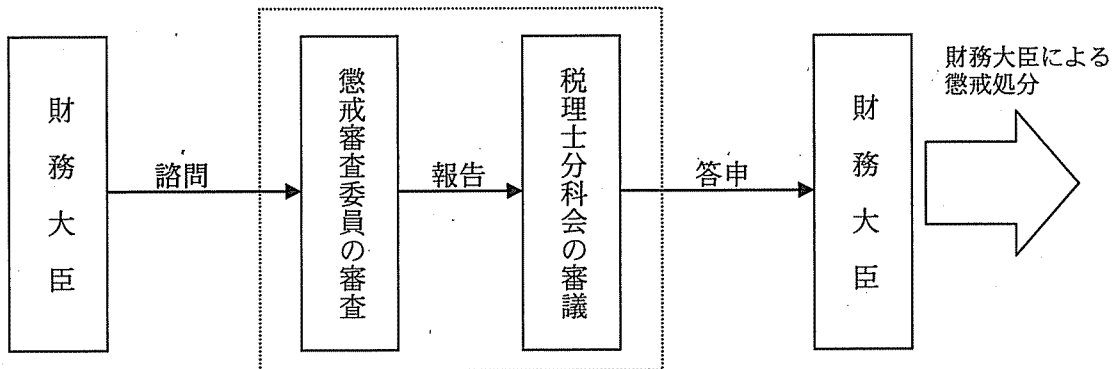 財務大臣
諮問
懲戒審査委員の審査
報告
税理士分科会の審議
答申
財務大臣
財務大臣による
懲戒処分